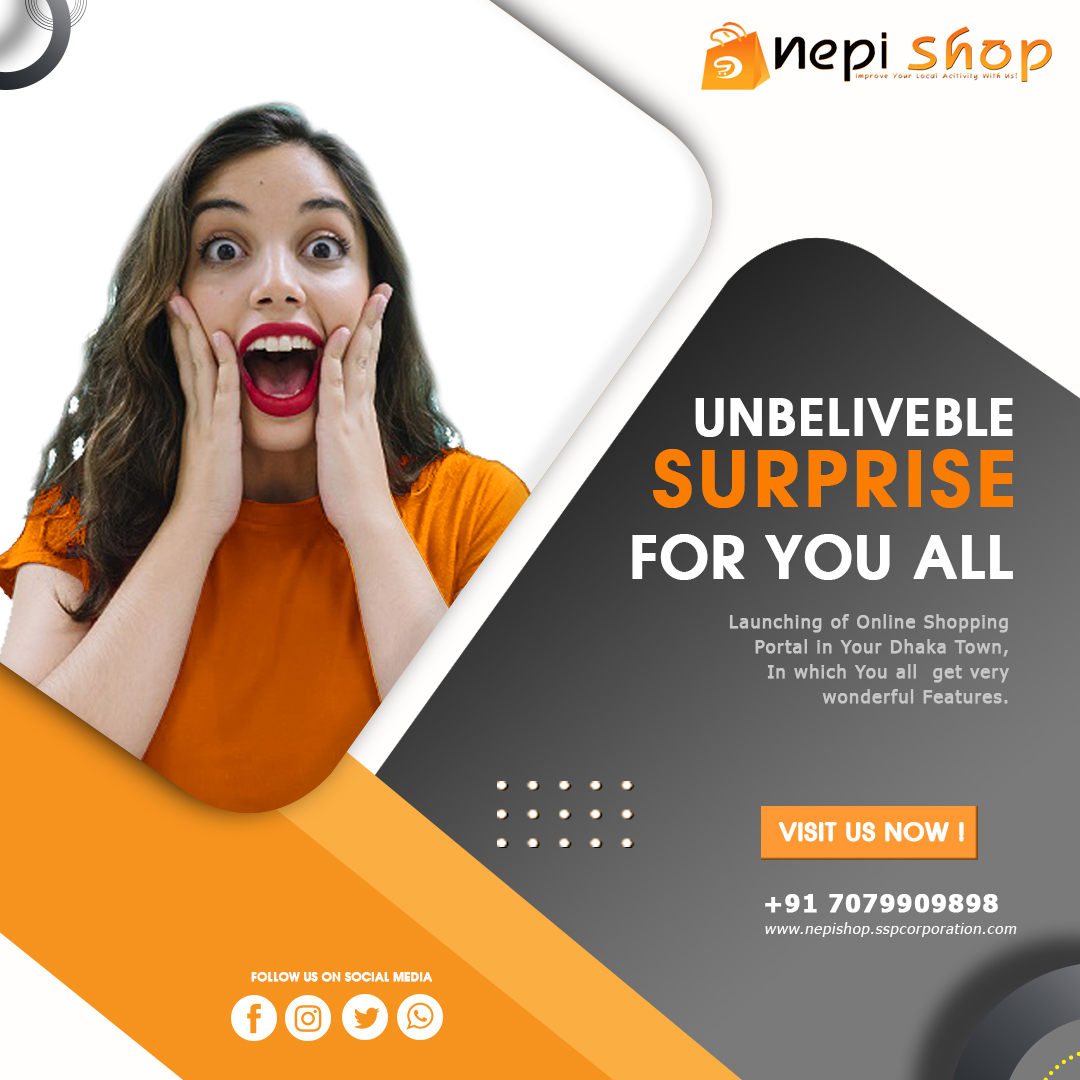 nepi Shop
Improve Your Local Acitivity With Us!
UNBELIVEBLE
SURPRISE
FOR YOU ALL
Launching of Online Shopping
Portal in Your Dhaka Town,
In which You all get very
wonderful Features.
VISIT US NOW !
+91 7079909898
www.nepishop.sspcorporation.com
FOLLOW US ON SOCIAL MEDIA